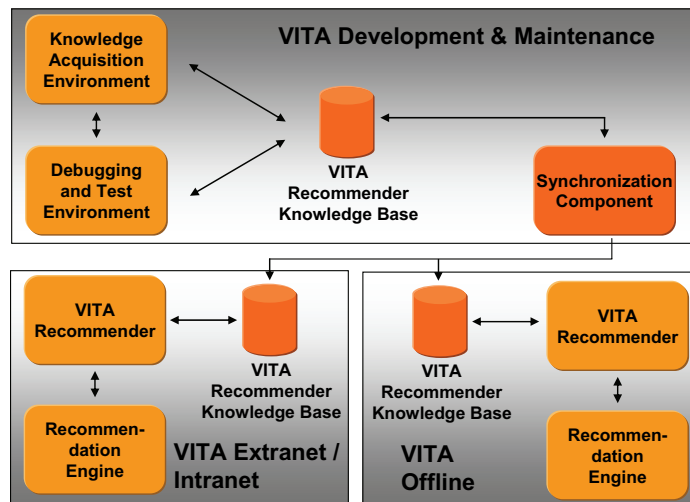 Knowledge
Acquisition
Environment
VITA Development & Maintenance
Debugging
and Test
Environment
VITA
Recommender
Knowledge Base
Synchronization
Component
VITA
Recommender
VITA
Recommender
Knowledge Base
Recommen-
dation
Engine
VITA Extranet /
Intranet
VITA
Recommender
Knowledge Base
VITA
Recommender
VITA
Offline
Recommen-
dation
Engine